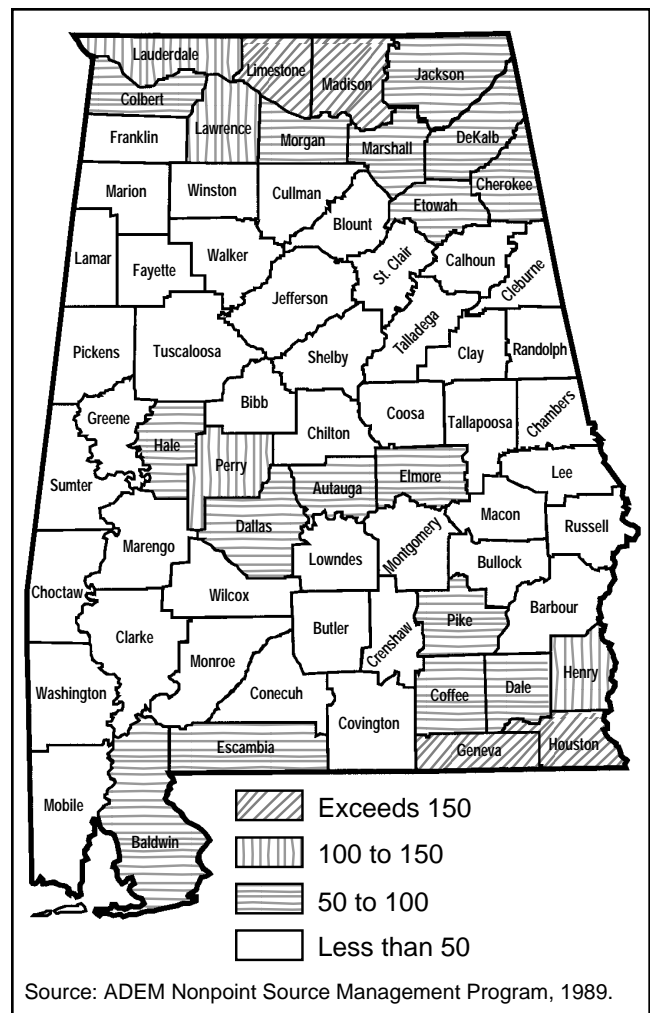 Lauderdale
Limestone
Madison
Jackson
Colbert
Franklin
Lawrence
Morgan
Marshall
DeKalb
Cherokee
Marion
Winston
Cullman
Blount
Etowah
Lamar
Fayette
Walker
Jefferson
St. Clair
Calhoun
Cleburne
Pickens
Tuscaloosa
Shelby
Talladega
Clay
Randolph
Greene
Hale
Bibb
Chilton
Coosa
Tallapoosa
Chambers
Sumter
Perry
Autauga
Elmore
Lee
Marengo
Dallas
Lowndes
Montgomery
Macon
Russell
Bullock
Choctaw
Wilcox
Butler
Crenshaw
Pike
Barbour
Clarke
Monroe
Washington
Conecuh
Covington
Coffee
Dale
Henry
Escambia
Geneva
Houston
Mobile
Baldwin
Exceeds 150
100 to 150
50 to 100
Less than 50
Source: ADEM Nonpoint Source Management Program, 1989.